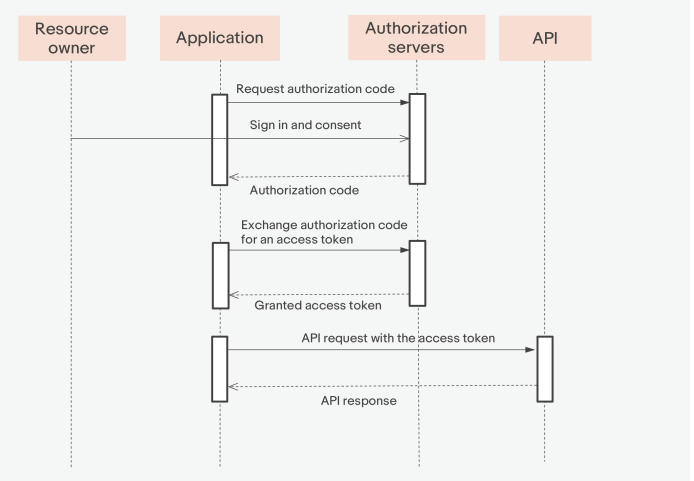 Resource
owner
Application
Authorization
servers
API
Request authorization code
Sign in and consent
Authorization code
Exchange authorization code
for an access token
Granted access token
API request with the access token
API response